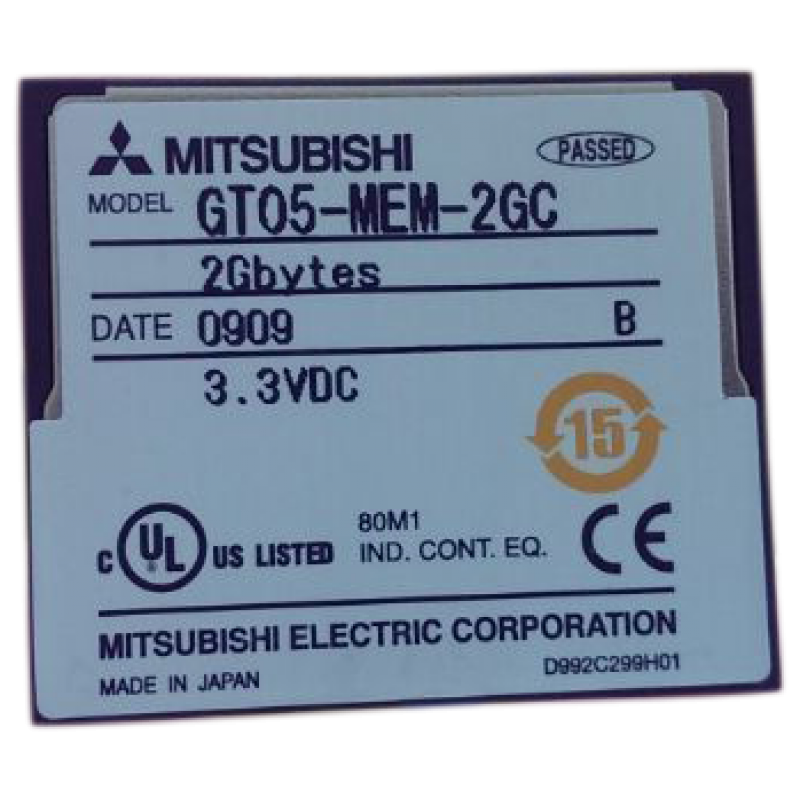 MITSUBISHI PASSED
MODEL GT05-MEM-2GC
2Gbytes
DATE 0909 B
3.3VDC
15
C UL US LISTED 80M1 IND. CONT. EQ. CE
MITSUBISHI ELECTRIC CORPORATION
MADE IN JAPAN D992C299H01